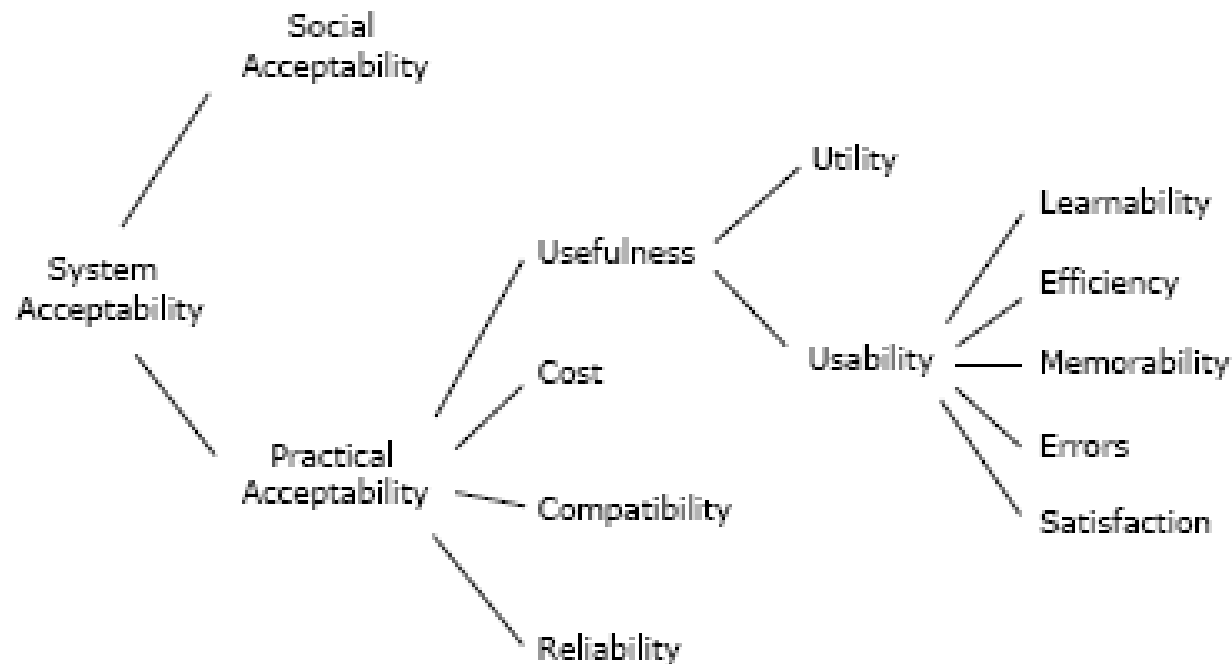 Social
Acceptability
Utility
Learnability
Usefulness
System
Acceptability
Efficiency
Usability
Memorability
Cost
Practical
Acceptability
Errors
Compatibility
Satisfaction
Reliability